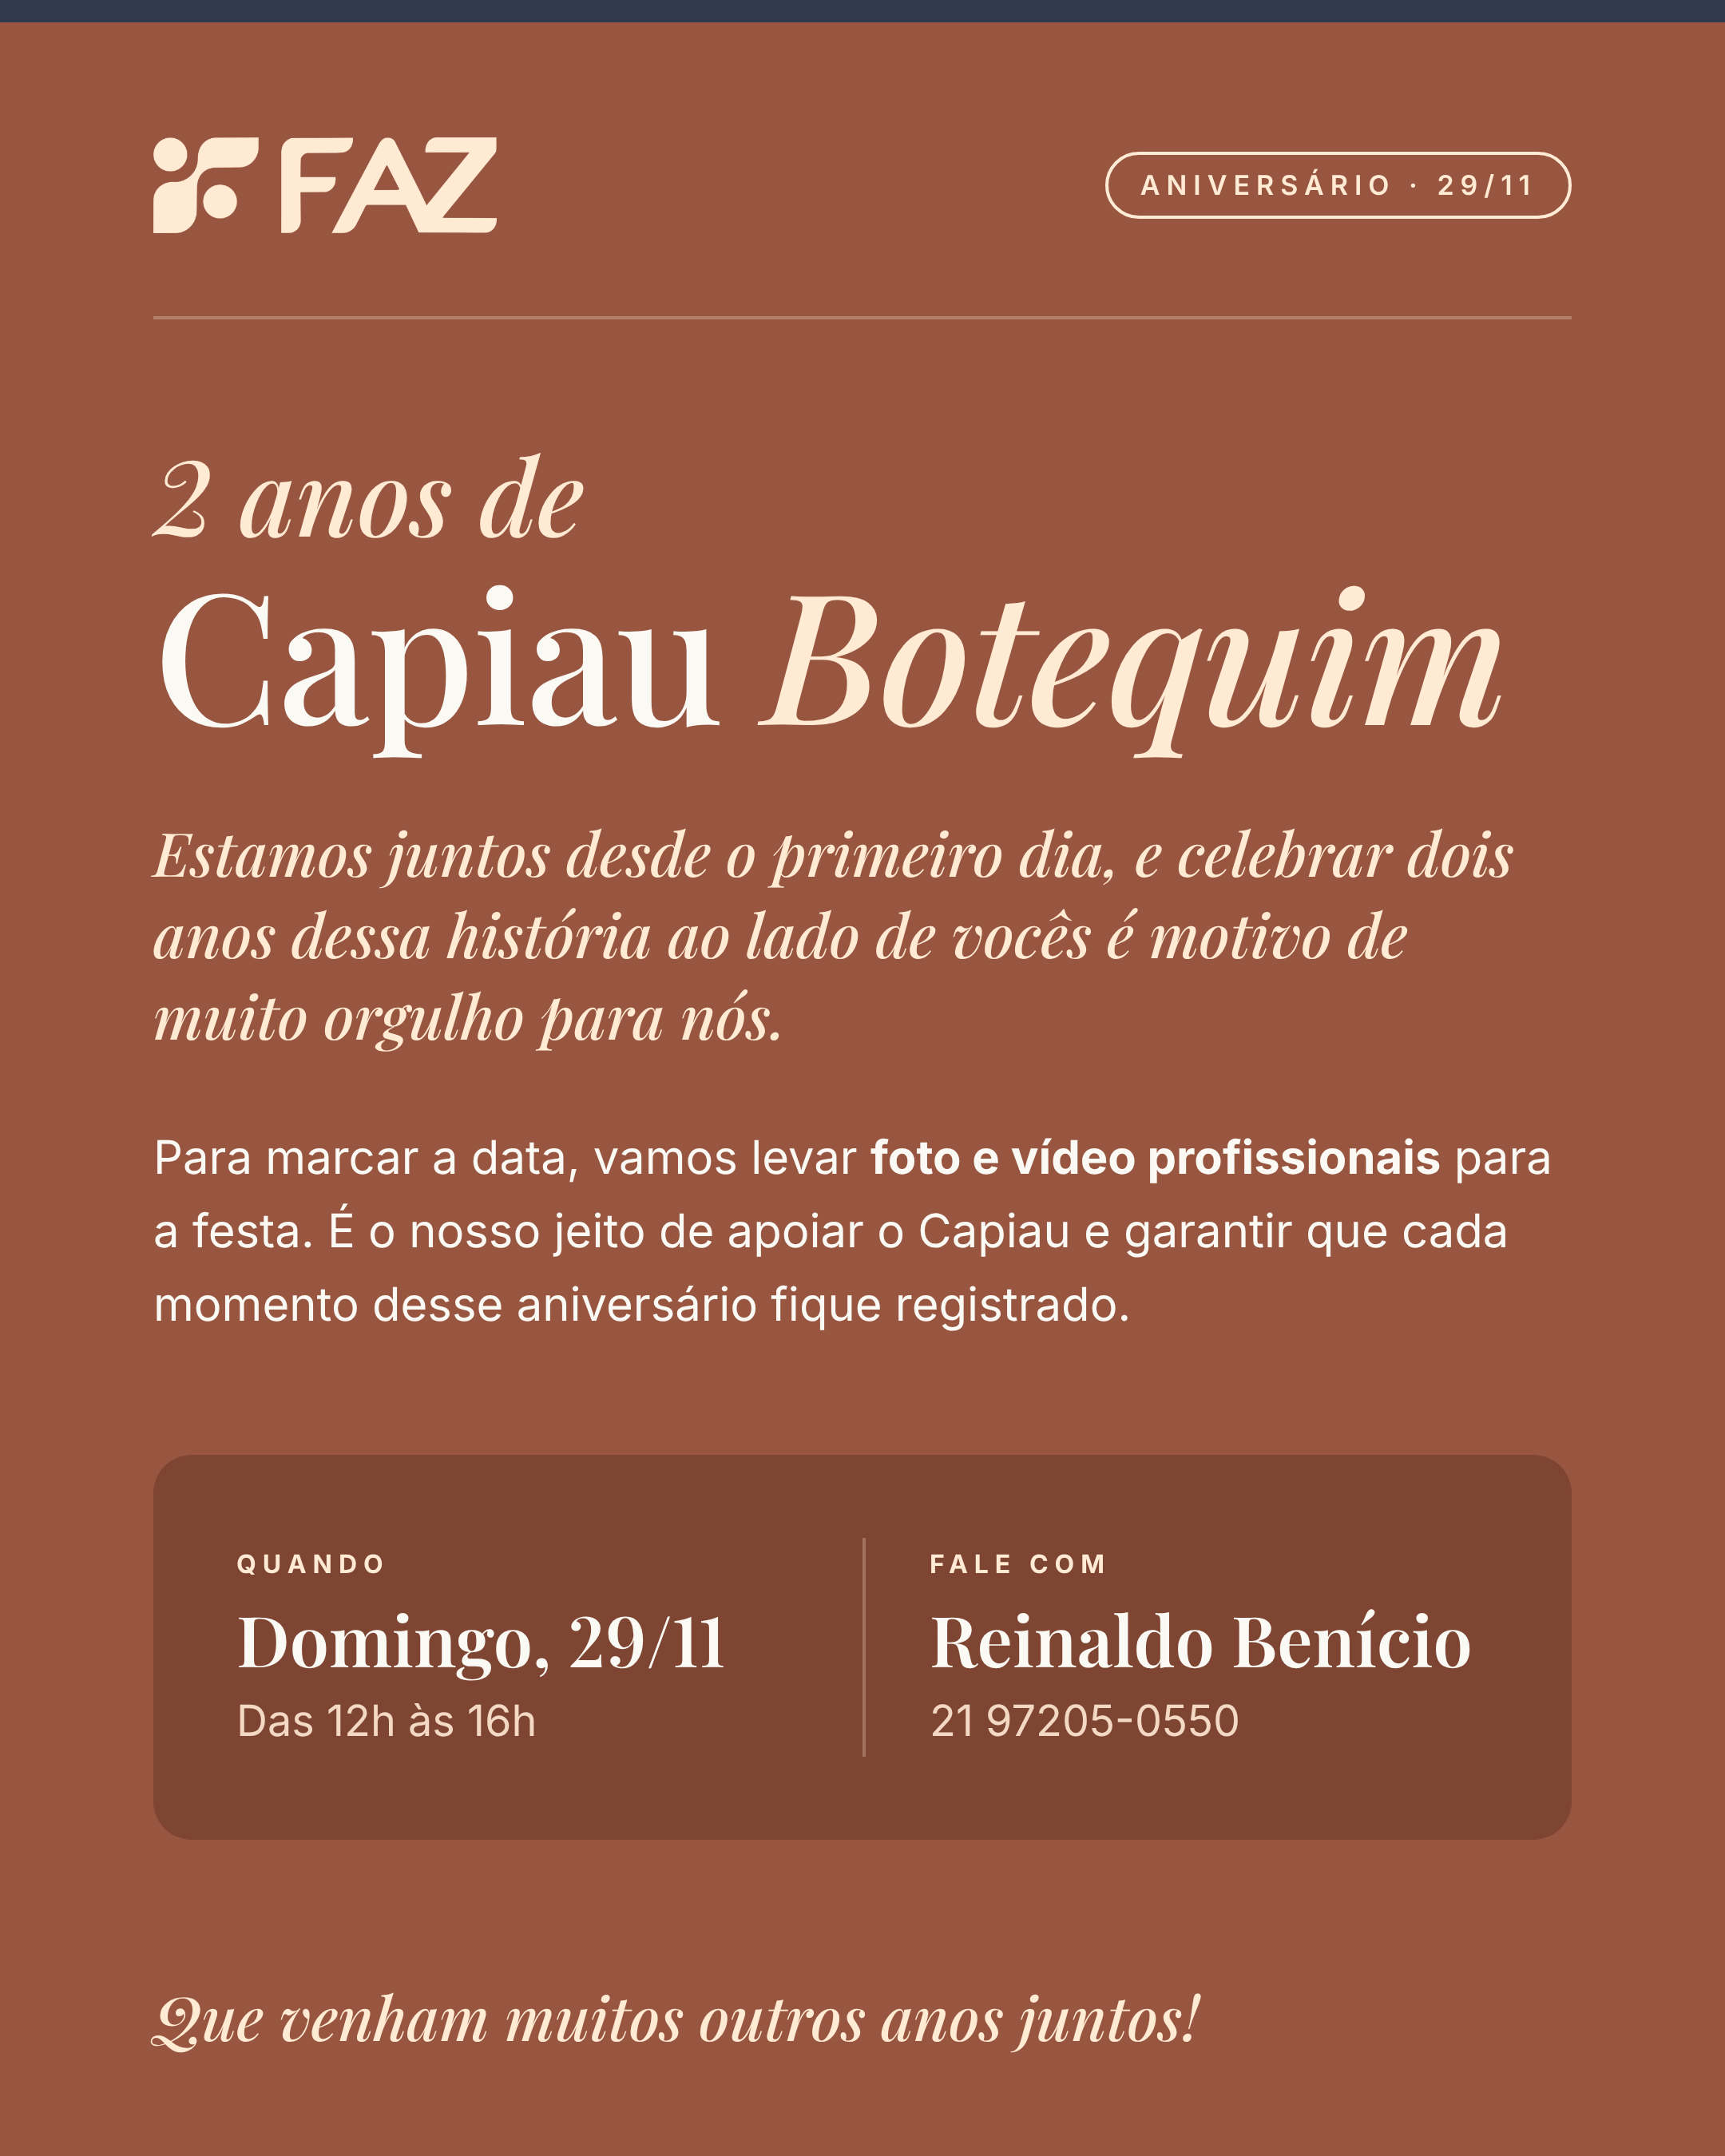 FAZ
ANIVERSÁRIO · 29/11
2 anos de
Capiau Botequim
Estamos juntos desde o primeiro dia, e celebrar dois
anos dessa história ao lado de vocês é motivo de
muito orgulho para nós.
Para marcar a data, vamos levar foto e vídeo profissionais para
a festa. É o nosso jeito de apoiar o Capiau e garantir que cada
momento desse aniversário fique registrado.
QUANDO
Domingo, 29/11
Das 12h às 16h
FALE COM
Reinaldo Benício
21 97205-0550
Que venham muitos outros anos juntos!